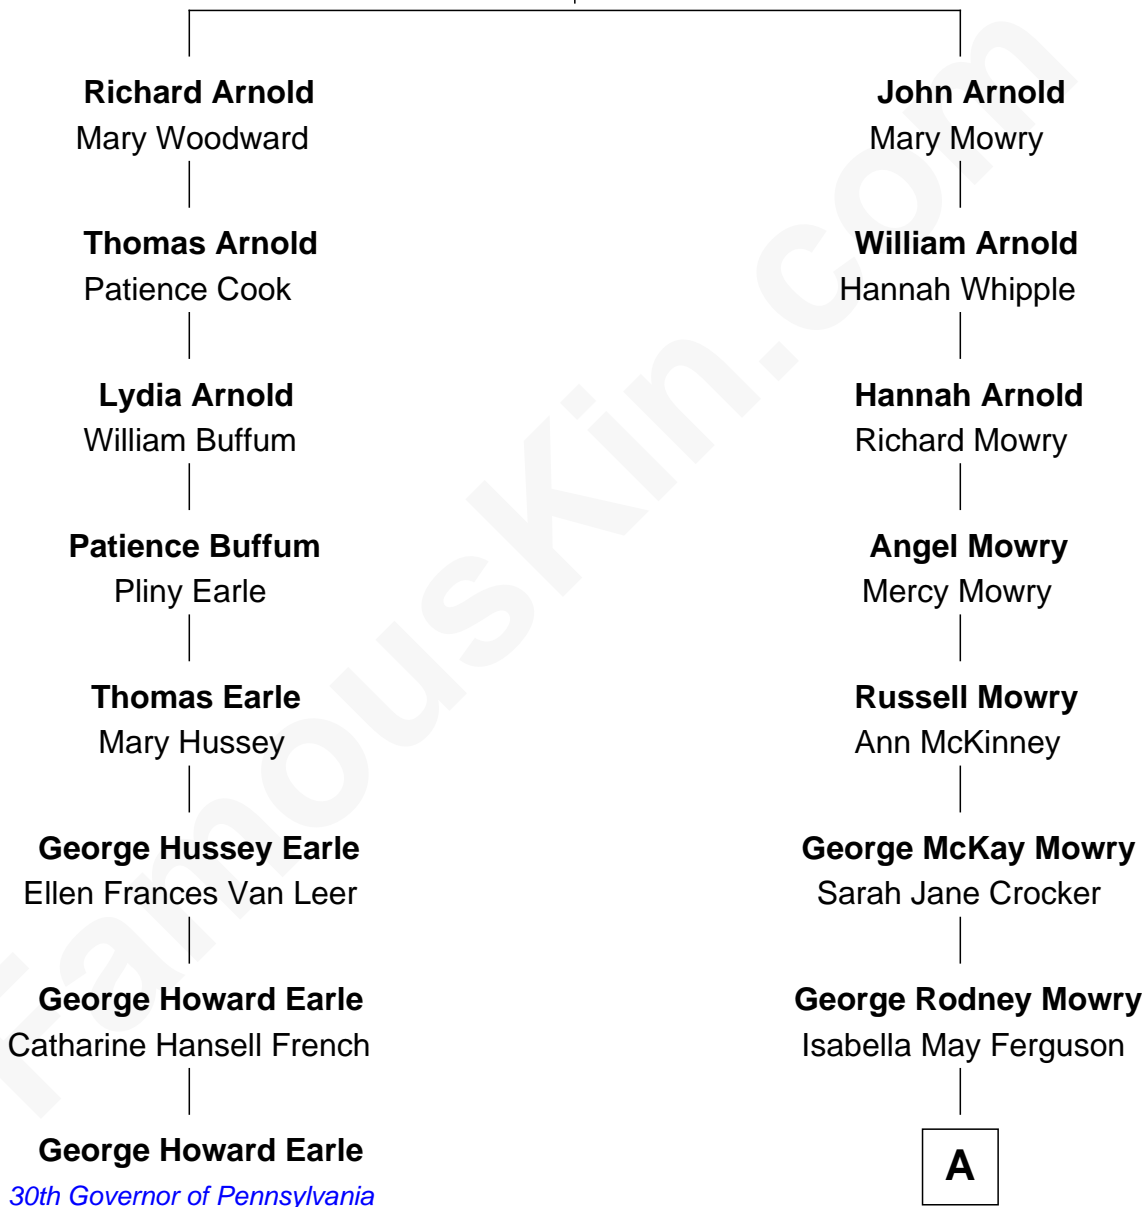 Richard Arnold
Mary Woodward
Thomas Arnold
Patience Cook
Lydia Arnold
William Buffum
Patience Buffum
Pliny Earle
Thomas Earle
Mary Hussey
George Hussey Earle
Ellen Frances Van Leer
George Howard Earle
Catharine Hansell French
George Howard Earle
30th Governor of Pennsylvania
John Arnold
Mary Mowry
William Arnold
Hannah Whipple
Hannah Arnold
Richard Mowry
Angel Mowry
Mercy Mowry
Russell Mowry
Ann McKinney
George McKay Mowry
Sarah Jane Crocker
George Rodney Mowry
Isabella May Ferguson
A
FamousKin.com